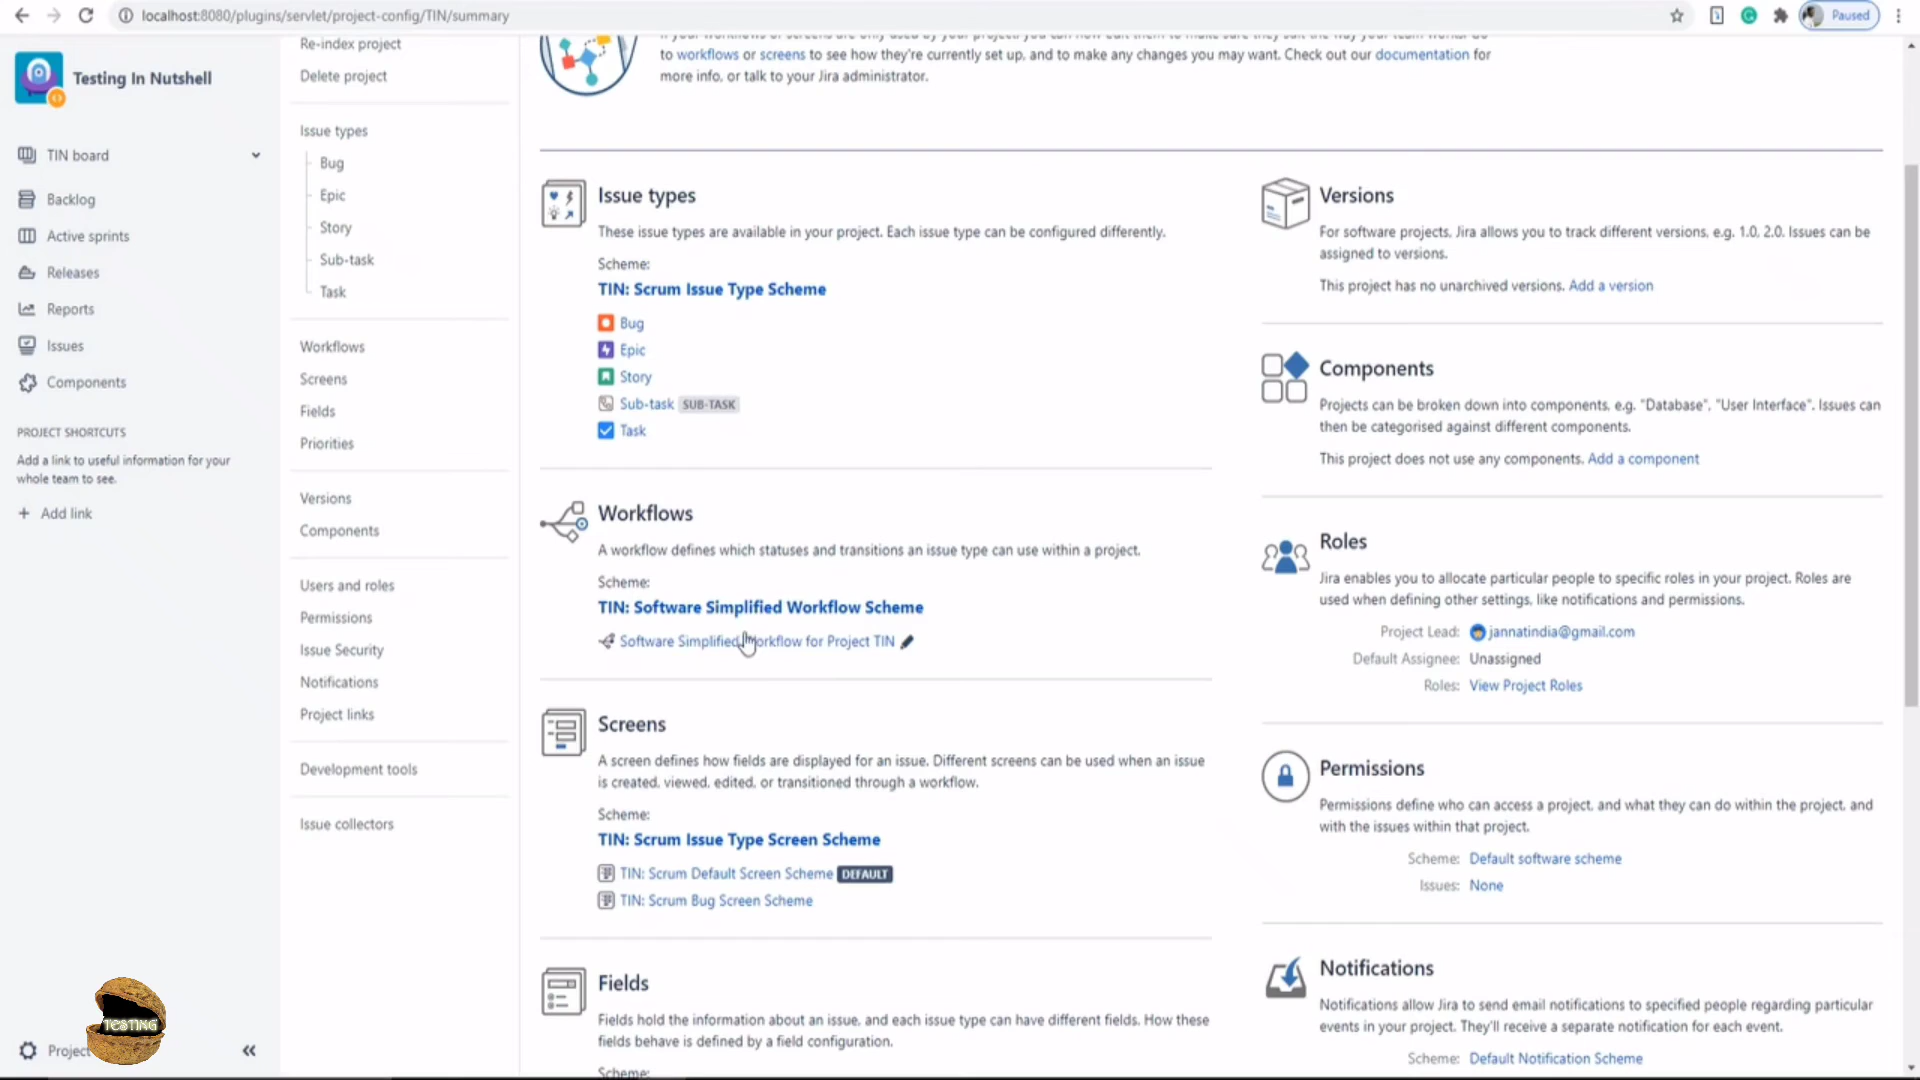 localhost:8080/plugins/servlet/project-config/TIN/summary
Paused
Testing In Nutshell
TIN board
Backlog
Active sprints
Releases
Reports
Issues
Components
PROJECT SHORTCUTS
Add a link to useful information for your
whole team to see.
+ Add link
TESTING
Project
Re-index project
Delete project
Issue types
Bug
Epic
Story
Sub-task
Task
Workflows
Screens
Fields
Priorities
Versions
Components
Users and roles
Permissions
Issue Security
Notifications
Project links
Development tools
Issue collectors
to workflows or screens to see how they're currently set up, and to make any changes you may want. Check out our documentation for
more info, or talk to your Jira administrator.
Issue types
These issue types are available in your project. Each issue type can be configured differently.
Scheme:
TIN: Scrum Issue Type Scheme
Bug
Epic
Story
Sub-task SUB-TASK
Task
Workflows
A workflow defines which statuses and transitions an issue type can use within a project.
Scheme:
TIN: Software Simplified Workflow Scheme
Software Simplified Workflow for Project TIN
Screens
A screen defines how fields are displayed for an issue. Different screens can be used when an issue
is created, viewed, edited, or transitioned through a workflow.
Scheme:
TIN: Scrum Issue Type Screen Scheme
TIN: Scrum Default Screen Scheme DEFAULT
TIN: Scrum Bug Screen Scheme
Fields
Fields hold the information about an issue, and each issue type can have different fields. How these
fields behave is defined by a field configuration.
Scheme:
Versions
For software projects, Jira allows you to track different versions, e.g. 1.0, 2.0. Issues can be
assigned to versions.
This project has no unarchived versions. Add a version
Components
Projects can be broken down into components, e.g. "Database", "User Interface". Issues can
then be categorised against different components.
This project does not use any components. Add a component
Roles
Jira enables you to allocate particular people to specific roles in your project. Roles are
used when defining other settings, like notifications and permissions.
Project Lead: jannatindia@gmail.com
Default Assignee: Unassigned
Roles: View Project Roles
Permissions
Permissions define who can access a project, and what they can do within the project, and
with the issues within that project.
Scheme: Default software scheme
Issues: None
Notifications
Notifications allow Jira to send email notifications to specified people regarding particular
events in your project. They'll receive a separate notification for each event.
Scheme: Default Notification Scheme